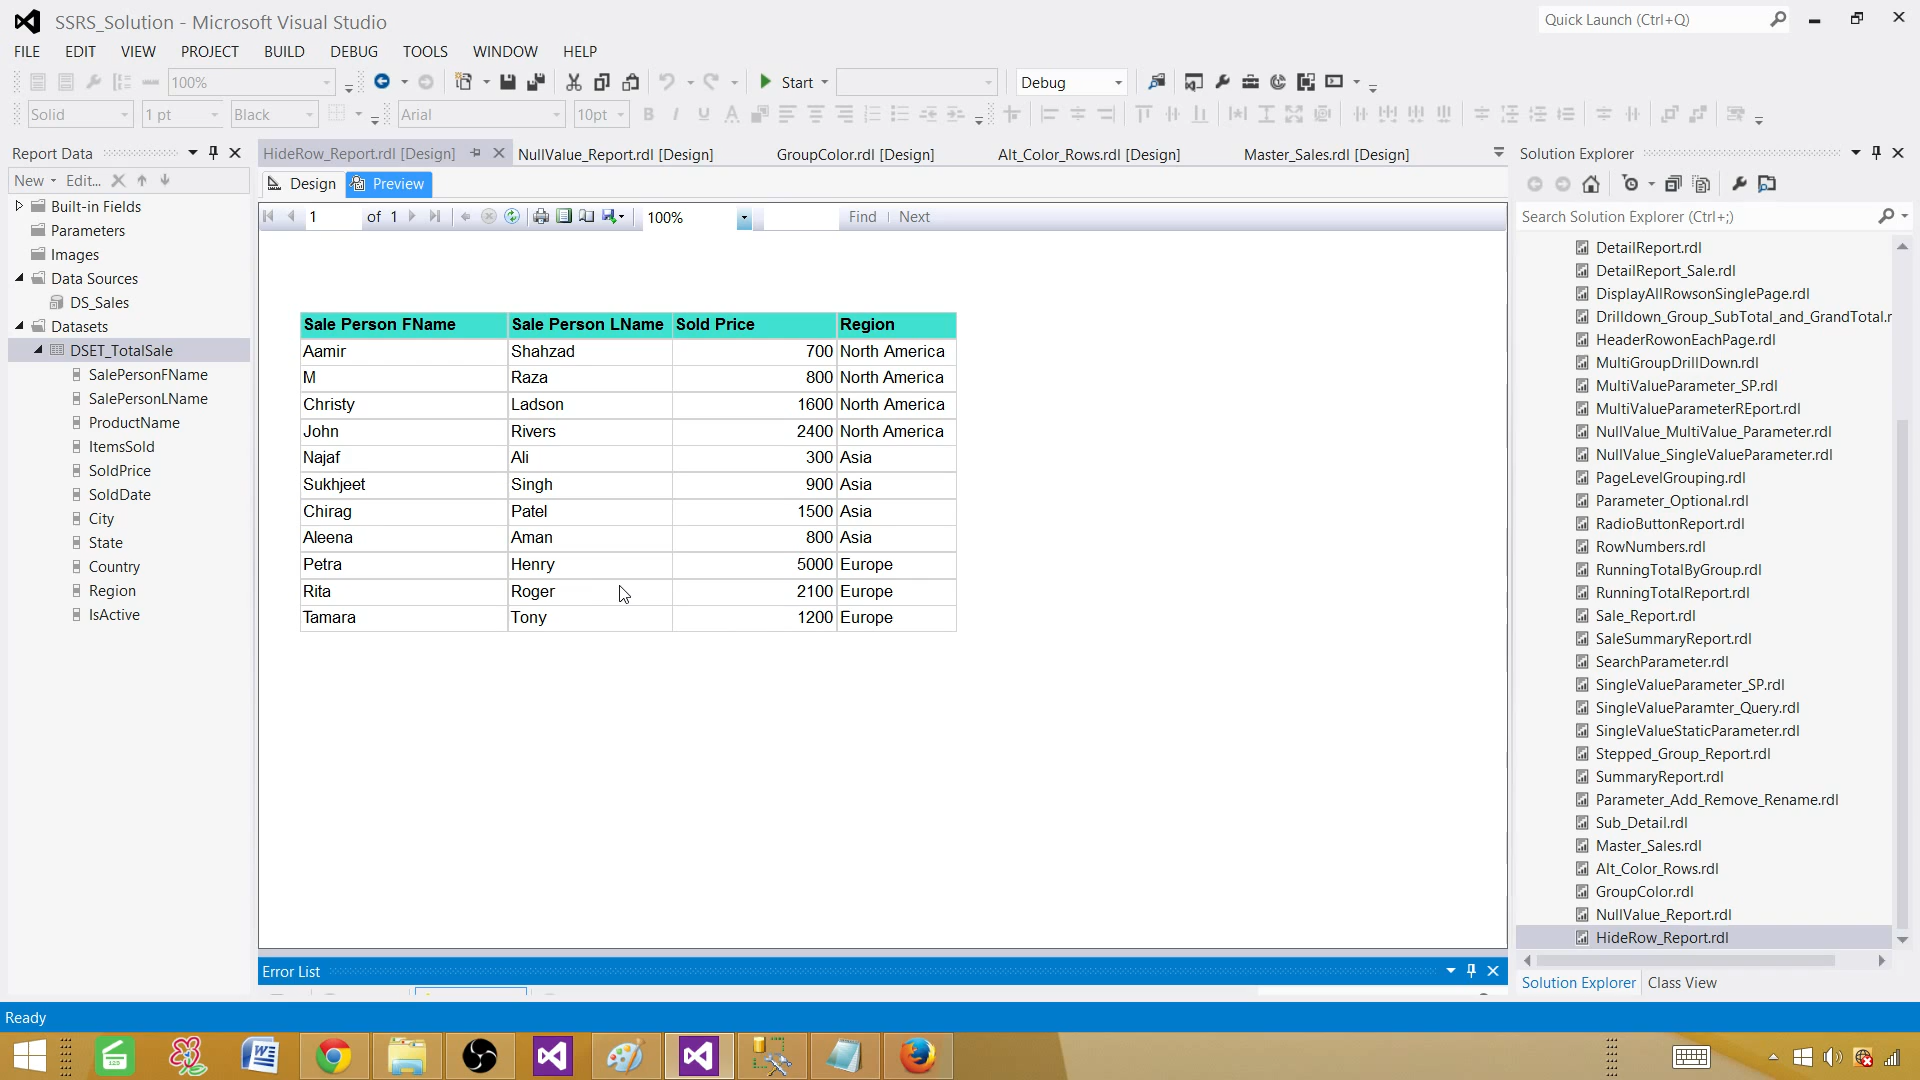 SSRS_Solution - Microsoft Visual Studio
Quick Launch (Ctrl+Q)
FILE EDIT VIEW PROJECT BUILD DEBUG TOOLS WINDOW HELP
100% Start Debug
Solid 1 pt Black Arial 10pt B I U A
Report Data
New Edit...
Built-in Fields
Parameters
Images
Data Sources
DS_Sales
Datasets
DSET_TotalSale
SalePersonFName
SalePersonLName
ProductName
ItemsSold
SoldPrice
SoldDate
City
State
Country
Region
IsActive
HideRow_Report.rdl [Design] NullValue_Report.rdl [Design] GroupColor.rdl [Design] Alt_Color_Rows.rdl [Design] Master_Sales.rdl [Design]
Design Preview
1 of 1 100% Find | Next
Sale Person FName Sale Person LName Sold Price Region
Aamir Shahzad 700 North America
M Raza 800 North America
Christy Ladson 1600 North America
John Rivers 2400 North America
Najaf Ali 300 Asia
Sukhjeet Singh 900 Asia
Chirag Patel 1500 Asia
Aleena Aman 800 Asia
Petra Henry 5000 Europe
Rita Roger 2100 Europe
Tamara Tony 1200 Europe
Error List
Solution Explorer
Search Solution Explorer (Ctrl+;)
DetailReport.rdl
DetailReport_Sale.rdl
DisplayAllRowsonSinglePage.rdl
Drilldown_Group_SubTotal_and_GrandTotal.r
HeaderRowonEachPage.rdl
MultiGroupDrillDown.rdl
MultiValueParameter_SP.rdl
MultiValueParameterREport.rdl
NullValue_MultiValue_Parameter.rdl
NullValue_SingleValueParameter.rdl
PageLevelGrouping.rdl
Parameter_Optional.rdl
RadioButtonReport.rdl
RowNumbers.rdl
RunningTotalByGroup.rdl
RunningTotalReport.rdl
Sale_Report.rdl
SaleSummaryReport.rdl
SearchParameter.rdl
SingleValueParameter_SP.rdl
SingleValueParamter_Query.rdl
SingleValueStaticParameter.rdl
Stepped_Group_Report.rdl
SummaryReport.rdl
Parameter_Add_Remove_Rename.rdl
Sub_Detail.rdl
Master_Sales.rdl
Alt_Color_Rows.rdl
GroupColor.rdl
NullValue_Report.rdl
HideRow_Report.rdl
Solution Explorer Class View
Ready